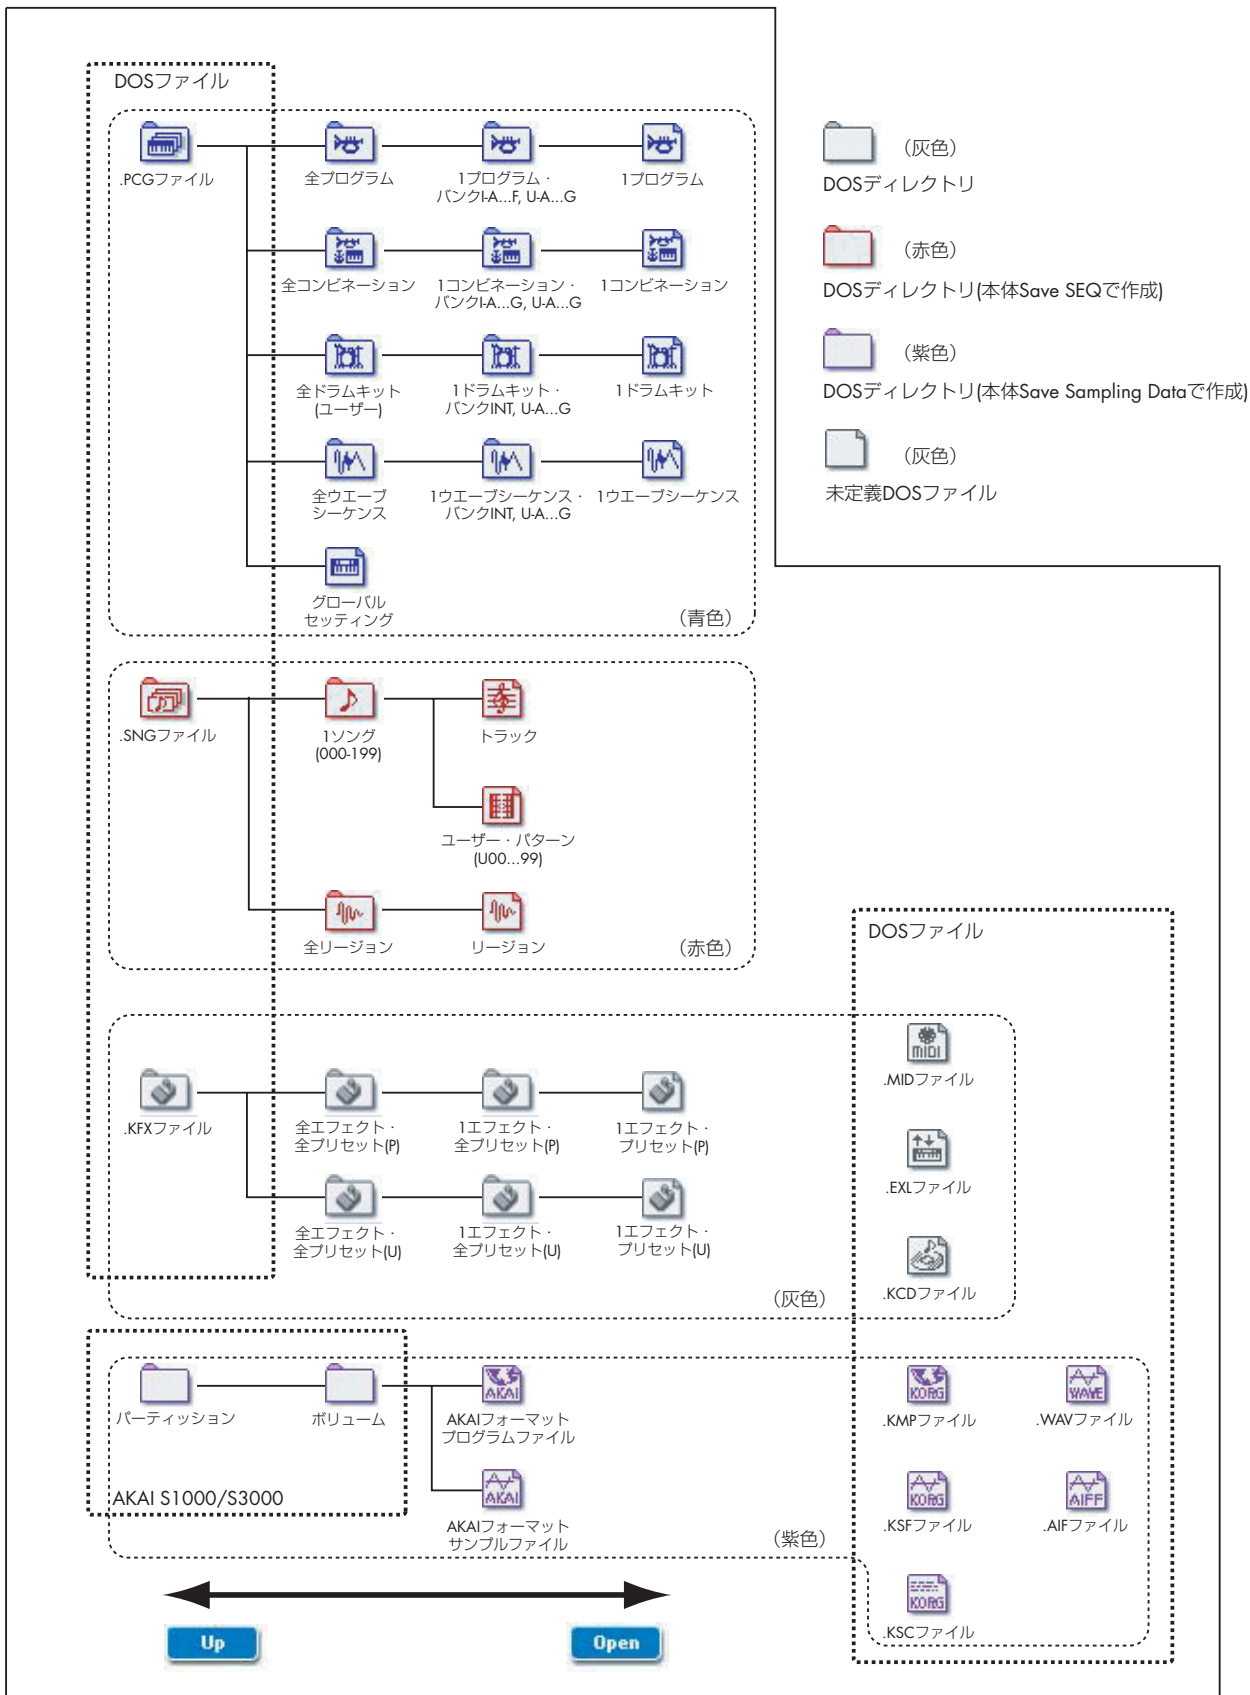 DOSファイル
.PCGファイル
全プログラム
1プログラム・
バンクI-A...F, U-A...G
1プログラム
全コンビネーション
1コンビネーション・
バンクI-A...G, U-A...G
1コンビネーション
全ドラムキット
(ユーザー)
1ドラムキット・
バンクINT, U-A...G
1ドラムキット
全ウエーブ
シーケンス
1ウエーブシーケンス・
バンクINT, U-A...G
1ウエーブシーケンス
グローバル
セッティング
（青色）
（灰色）
DOSディレクトリ
（赤色）
DOSディレクトリ(本体Save SEQで作成)
（紫色）
DOSディレクトリ(本体Save Sampling Dataで作成)
（灰色）
未定義DOSファイル
.SNGファイル
1ソング
(000-199)
トラック
ユーザー・パターン
(U00...99)
全リージョン
リージョン
（赤色）
DOSファイル
.KFXファイル
全エフェクト・
全プリセット(P)
1エフェクト・
全プリセット(P)
1エフェクト・
プリセット(P)
全エフェクト・
全プリセット(U)
1エフェクト・
全プリセット(U)
1エフェクト・
プリセット(U)
（灰色）
MIDI
.MIDファイル
.EXLファイル
.KCDファイル
パーティッション
ボリューム
AKAI S1000/S3000
AKAI
AKAIフォーマット
プログラムファイル
AKAI
AKAIフォーマット
サンプルファイル
（紫色）
KORG
.KMPファイル
WAVE
.WAVファイル
KORG
.KSFファイル
AIFF
.AIFファイル
KORG
.KSCファイル
Up
Open